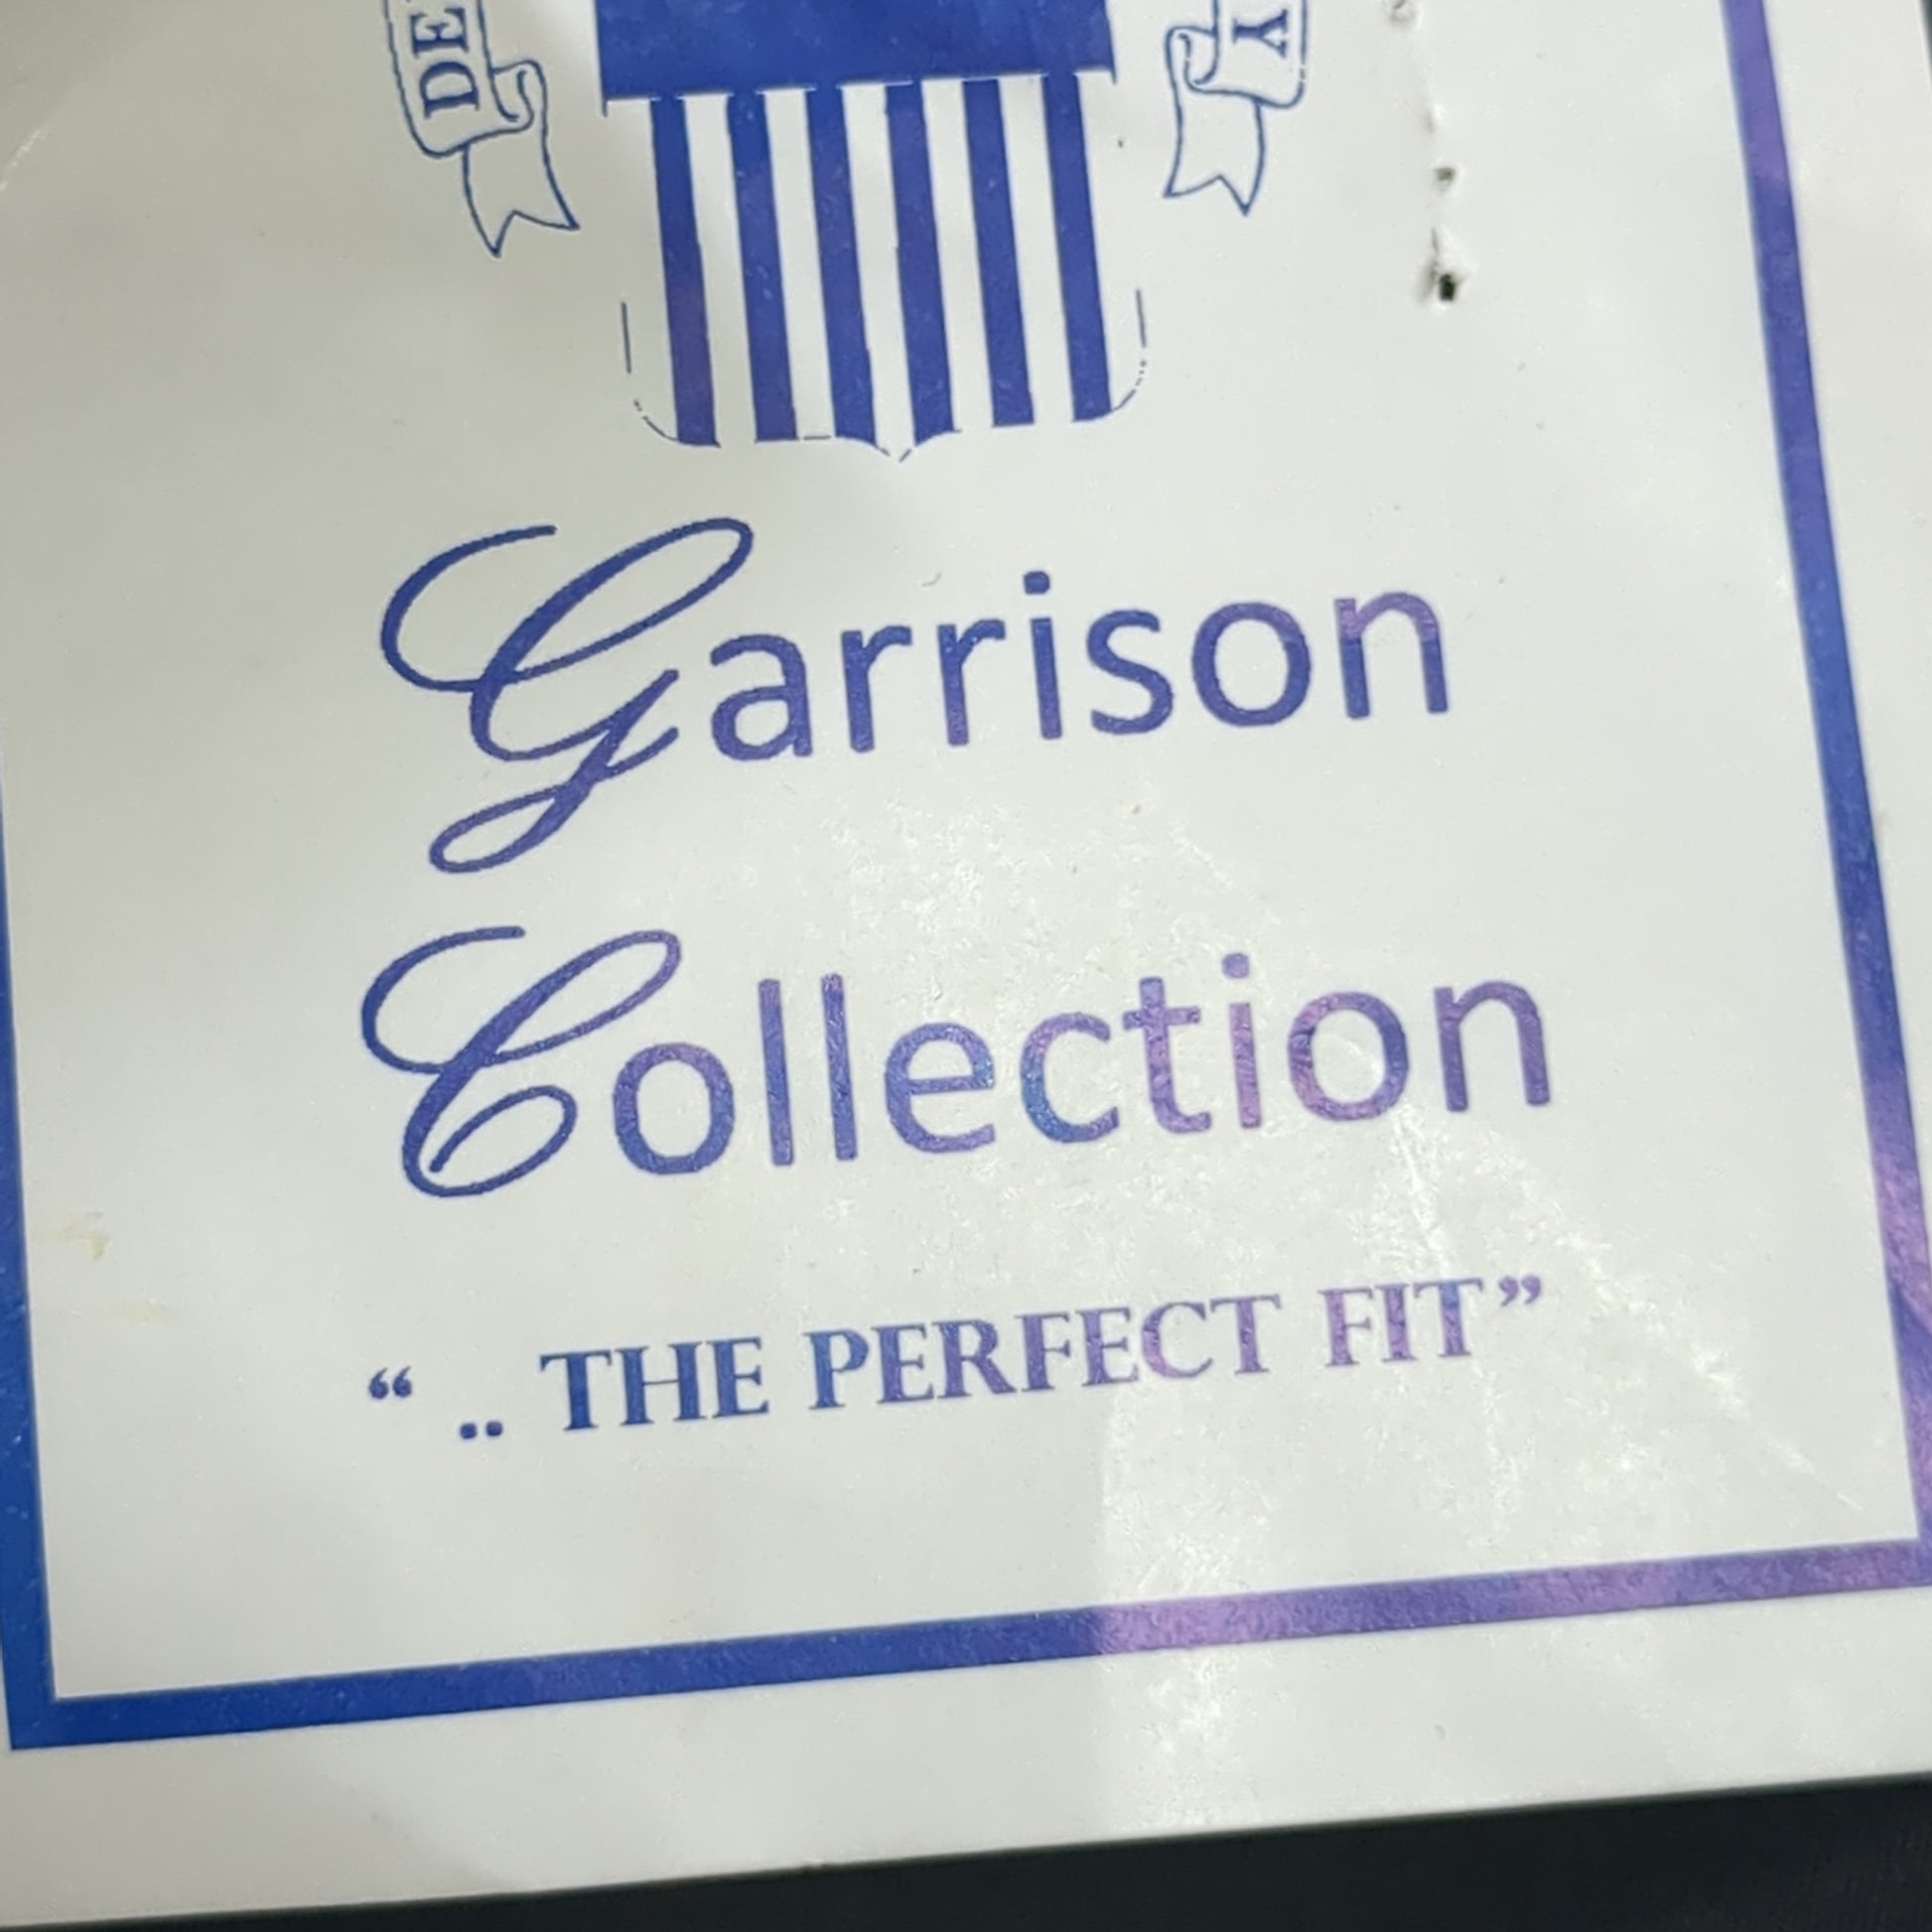 DE
Y
Garrison
Collection
“ .. THE PERFECT FIT”